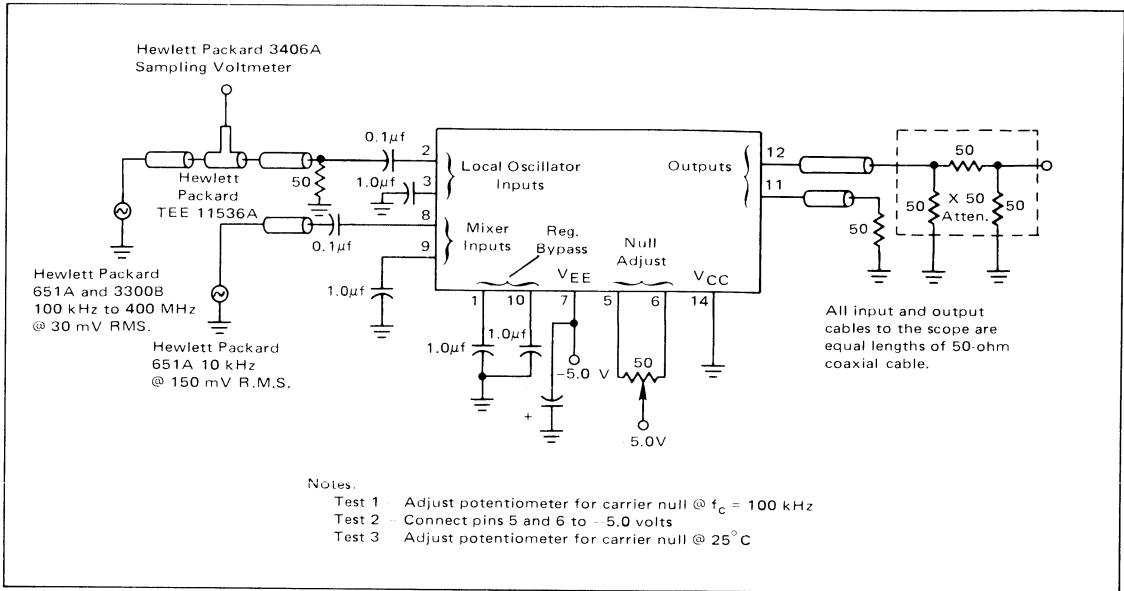 Hewlett Packard 3406A
Sampling Voltmeter
0.1μf
2
Local Oscillator
Inputs
3
50
1.0μf
Hewlett
Packard
TEE 11536A
8
Mixer
Inputs
9
0.1μf
1.0μf
Hewlett Packard
651A and 3300B
100 kHz to 400 MHz
@ 30 mV RMS.
Hewlett Packard
651A 10 kHz
@ 150 mV R.M.S.
Reg.
Bypass
1
10
VEE
7
Null
Adjust
5
6
VCC
14
1.0μf
1.0μf
+
-5.0 V
50
5.0V
Outputs
12
11
50
50
50
X 50
Atten.
50
All input and output
cables to the scope are
equal lengths of 50-ohm
coaxial cable.
Notes.
Test 1 Adjust potentiometer for carrier null @ fc = 100 kHz
Test 2 Connect pins 5 and 6 to -5.0 volts
Test 3 Adjust potentiometer for carrier null @ 25°C